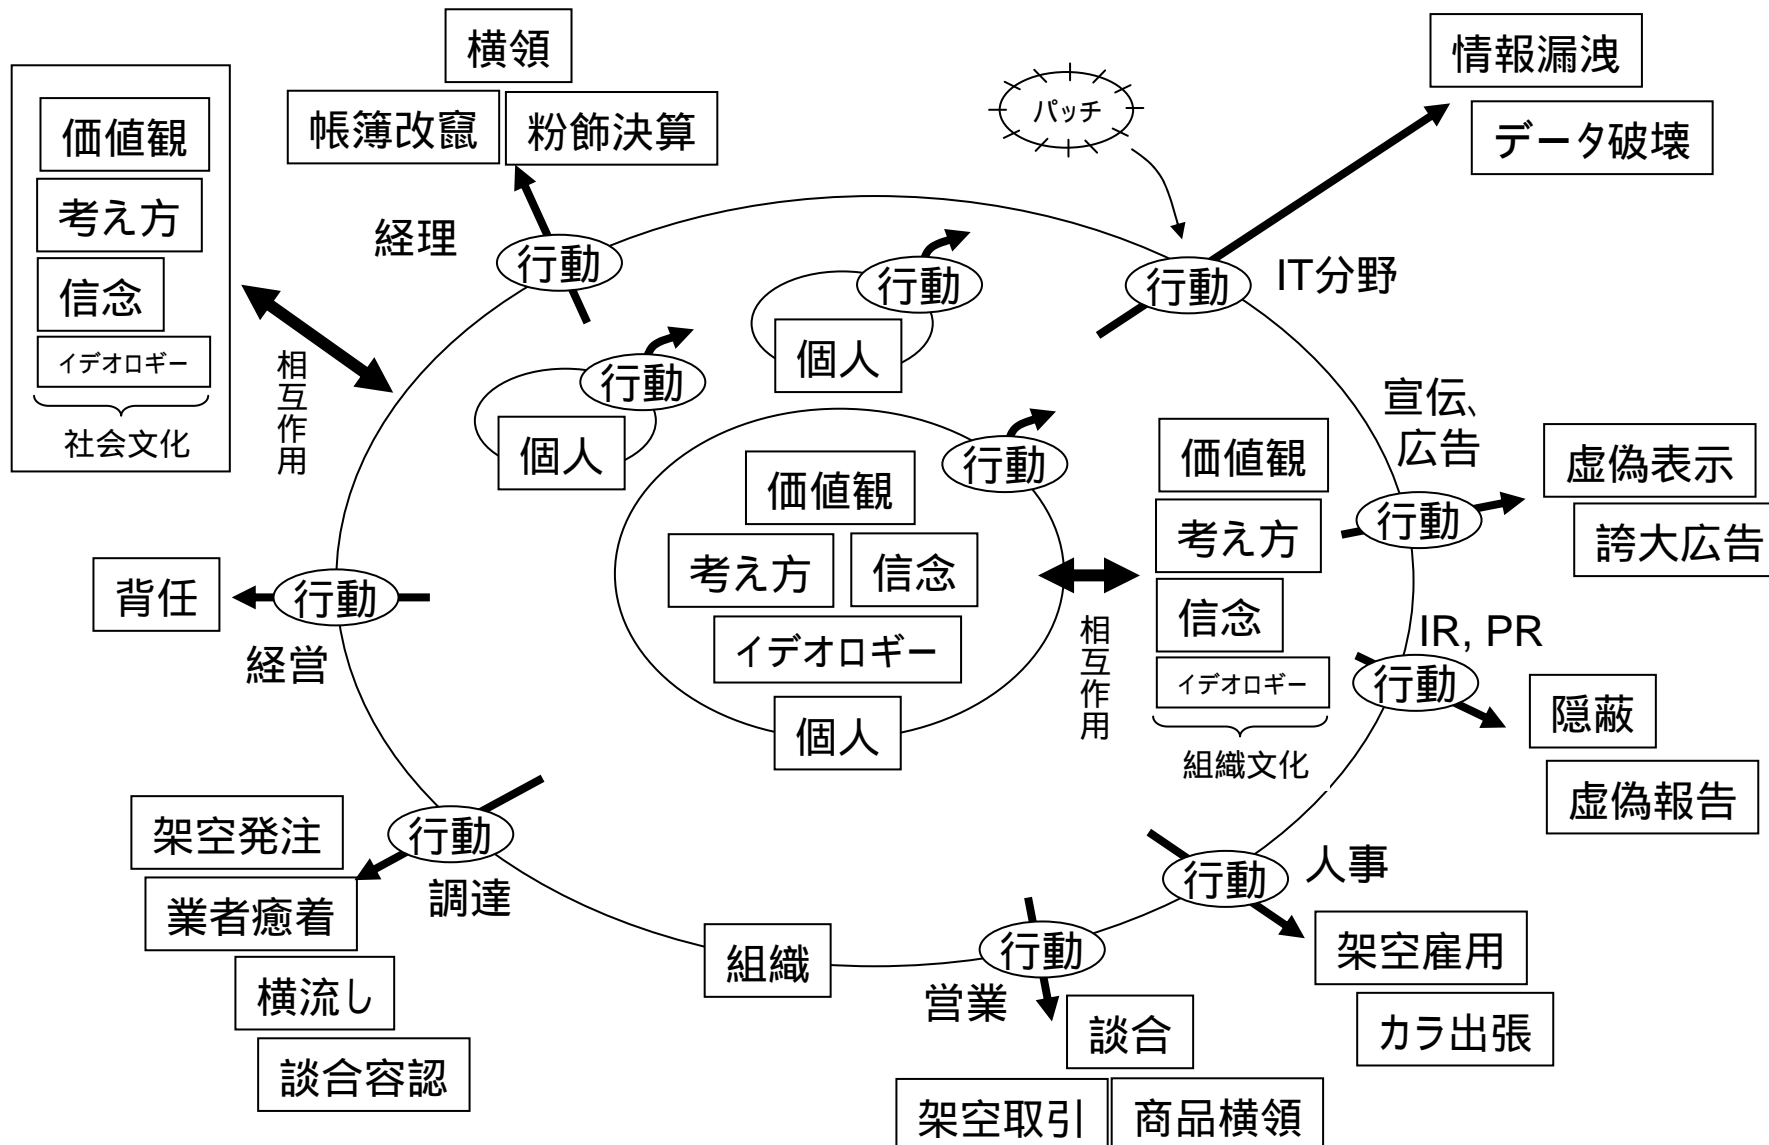 横領
帳簿改竄
粉飾決算
経理
行動
価値観
考え方
信念
イデオロギー
社会文化
相互作用
パッチ
情報漏洩
データ破壊
行動
IT分野
行動
個人
行動
個人
行動
価値観
考え方
信念
イデオロギー
個人
相互作用
価値観
考え方
信念
イデオロギー
組織文化
宣伝、
広告
行動
虚偽表示
誇大広告
IR, PR
行動
隠蔽
虚偽報告
背任
行動
経営
架空発注
業者癒着
横流し
談合容認
行動
調達
組織
行動
営業
談合
架空取引
商品横領
行動
人事
架空雇用
カラ出張